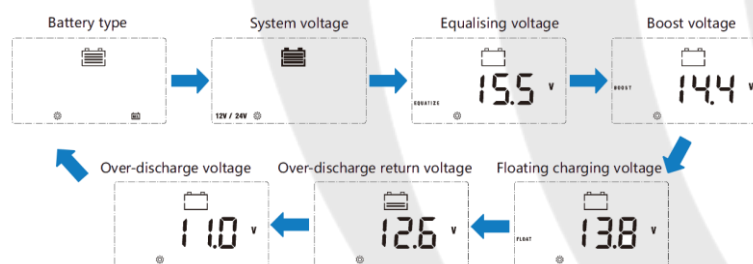 Battery type
System voltage
Equalising voltage
Boost voltage
12V / 24V
EQUALIZE
15.5 V
BOOST
14.4 V
Over-discharge voltage
Over-discharge return voltage
Floating charging voltage
11.0 V
12.6 V
FLOAT
13.8 V